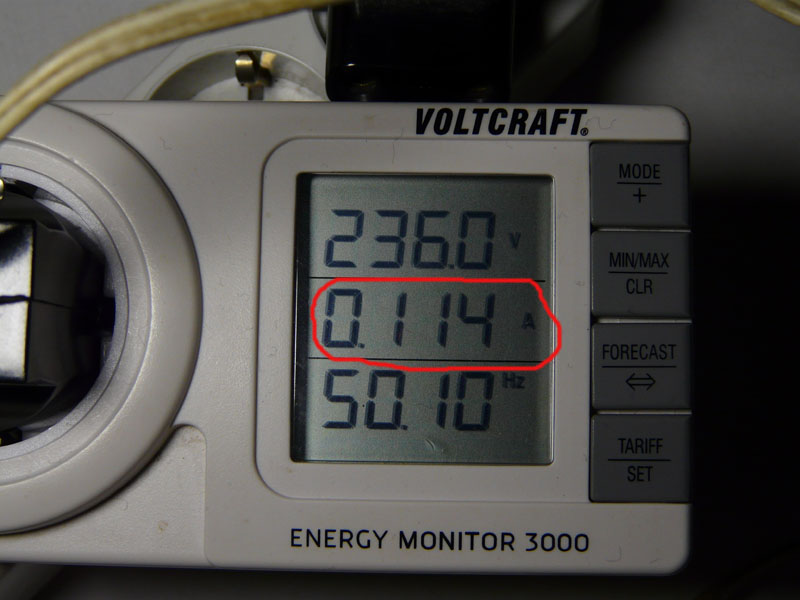 VOLTCRAFT®
236.0 V
0.114 A
50.10 Hz
MODE
+
MIN/MAX
CLR
FORECAST
⇔
TARIFF
SET
ENERGY MONITOR 3000